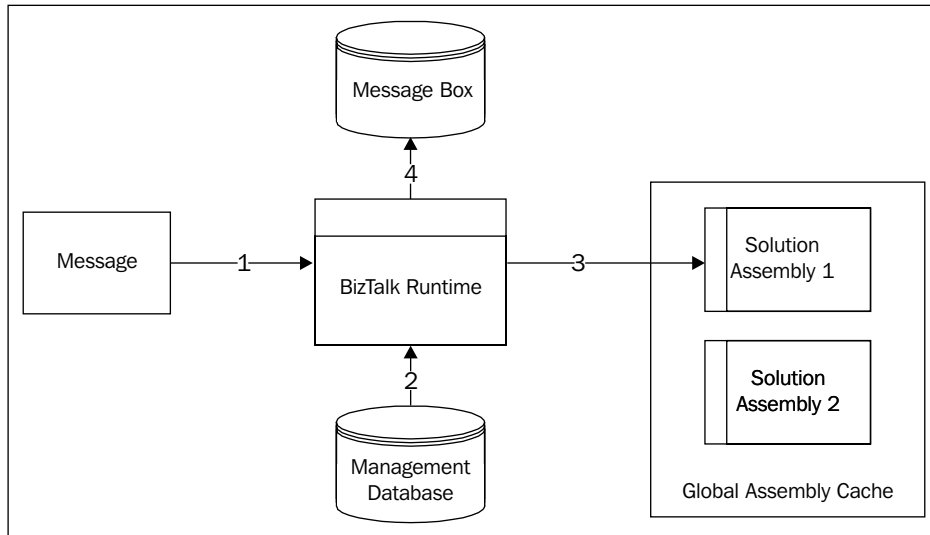 Message Box
4
Message
1
BizTalk Runtime
3
Solution
Assembly 1
2
Solution
Assembly 2
Management
Database
Global Assembly Cache